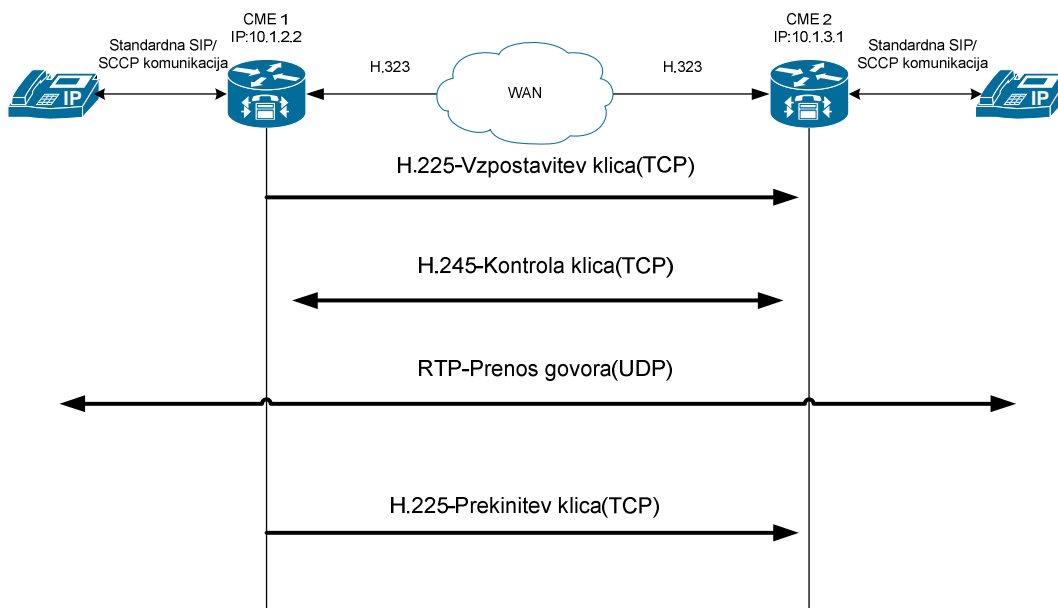 CME 1
IP:10.1.2.2
CME 2
IP:10.1.3.1
Standardna SIP/
SCCP komunikacija
Standardna SIP/
SCCP komunikacija
H.323
H.323
IP
WAN
IP
H.225-Vzpostavitev klica(TCP)
H.245-Kontrola klica(TCP)
RTP-Prenos govora(UDP)
H.225-Prekinitev klica(TCP)